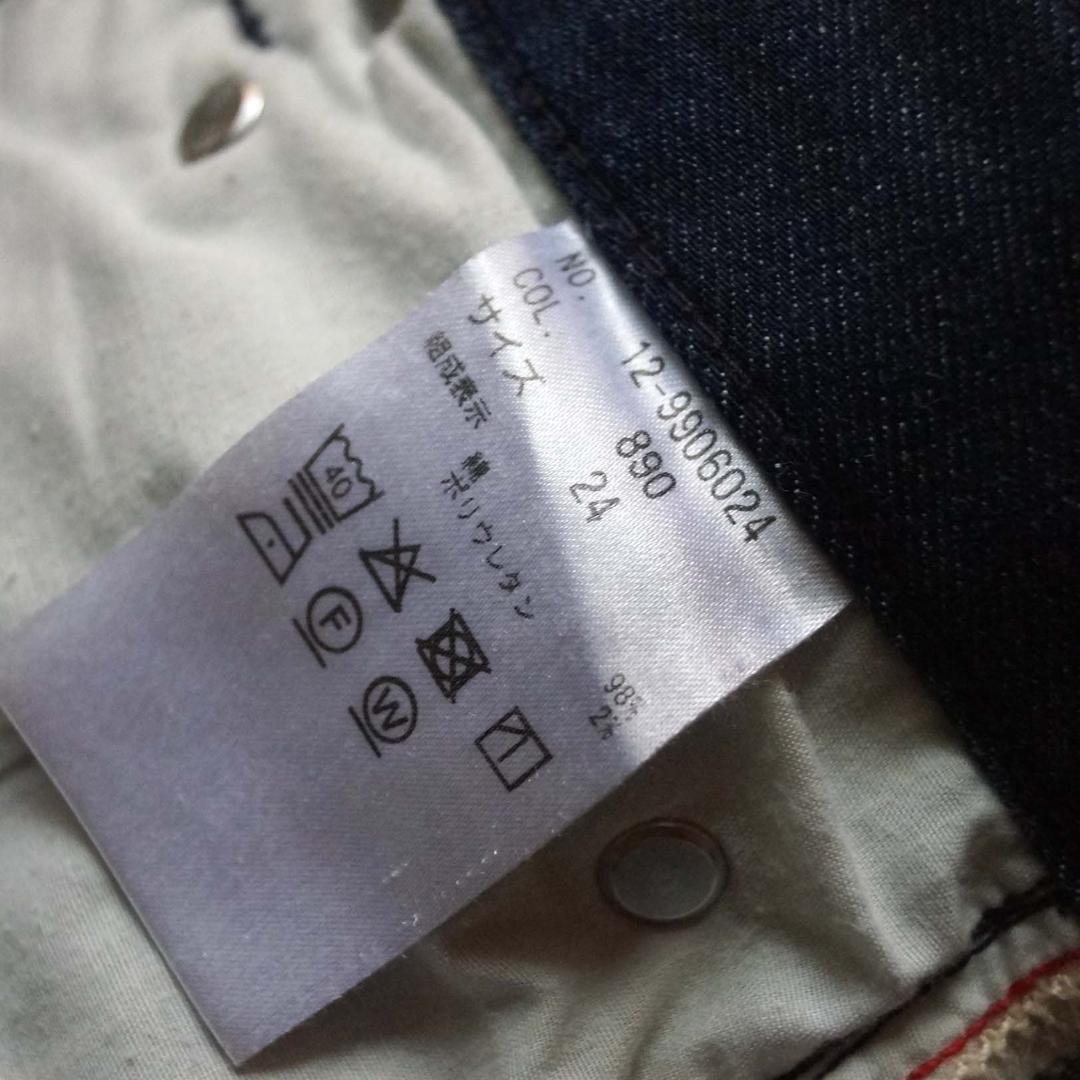 NO. 12-9906024
COL. 890
サイズ 24
組成表示 綿 98%
ポリウレタン 2%
40
F
W